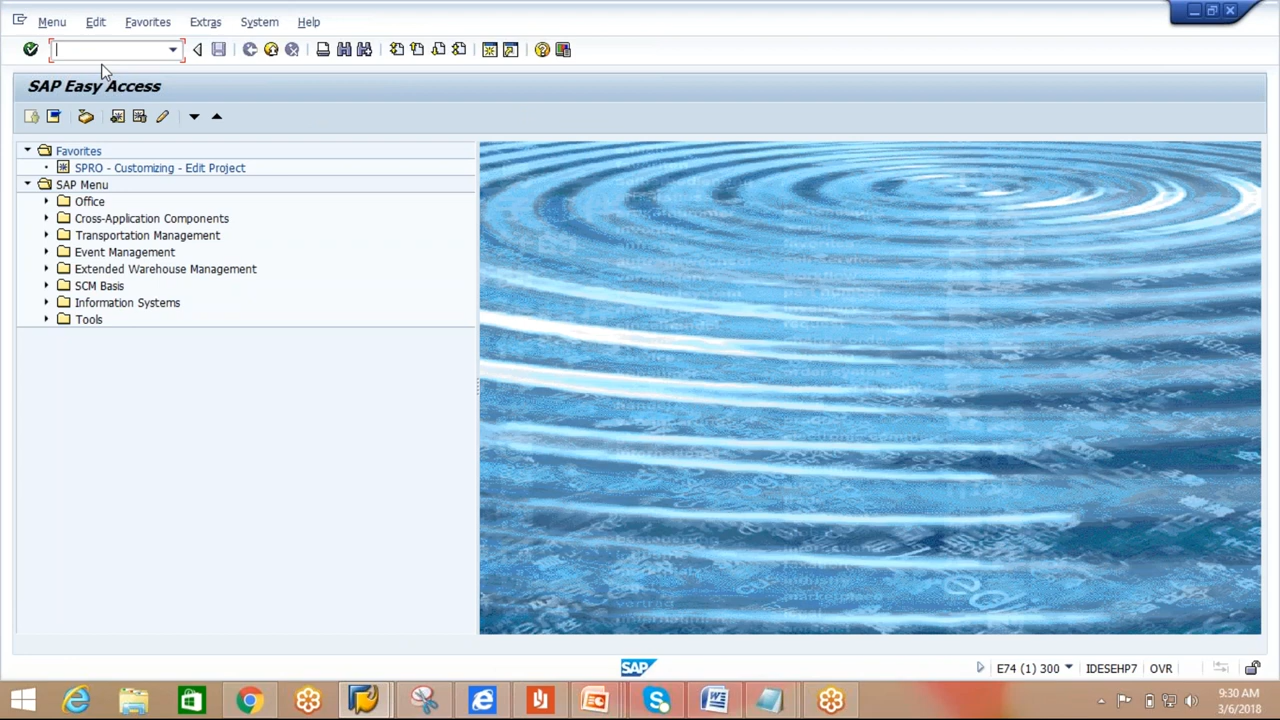 Menu Edit Favorites Extras System Help
SAP Easy Access
Favorites
SPRO - Customizing - Edit Project
SAP Menu
Office
Cross-Application Components
Transportation Management
Event Management
Extended Warehouse Management
SCM Basis
Information Systems
Tools
SAP
E74 (1) 300 IDESEHP7 OVR
9:30 AM
3/6/2018